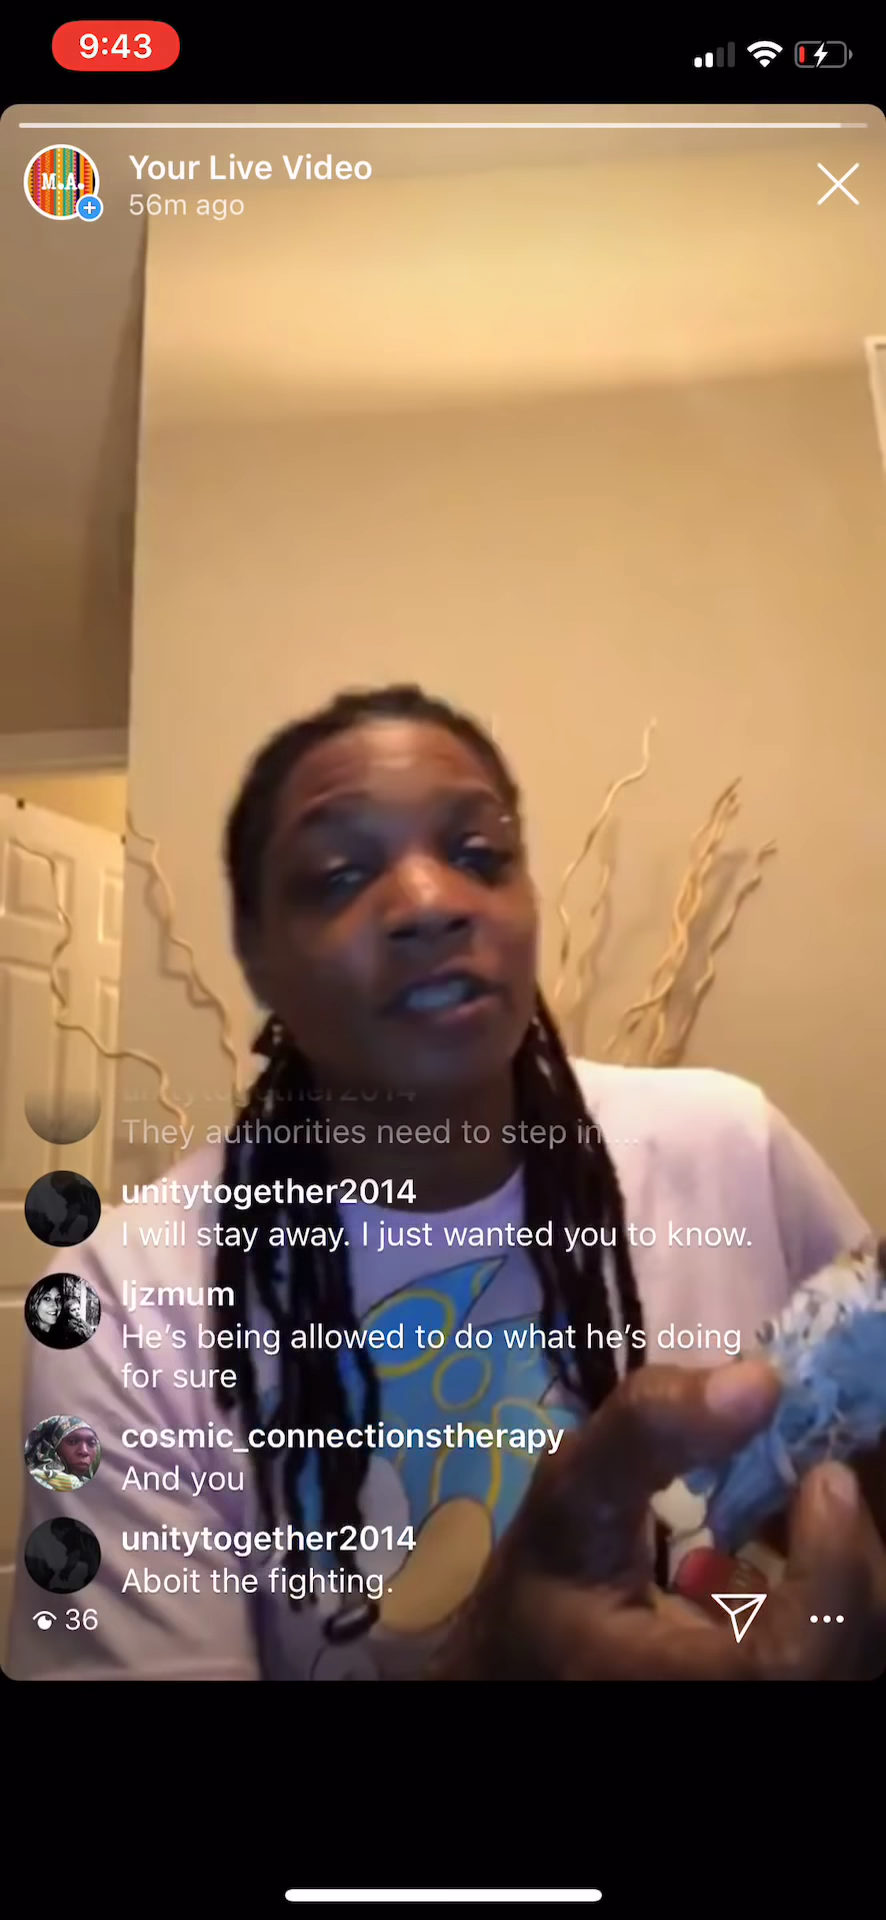 9:43
Your Live Video
M.A.
56m ago
unitytogether2014
They authorities need to step in....
unitytogether2014
I will stay away. I just wanted you to know.
ljzmum
He's being allowed to do what he's doing
for sure
cosmic_connectionstherapy
And you
unitytogether2014
Aboit the fighting.
36